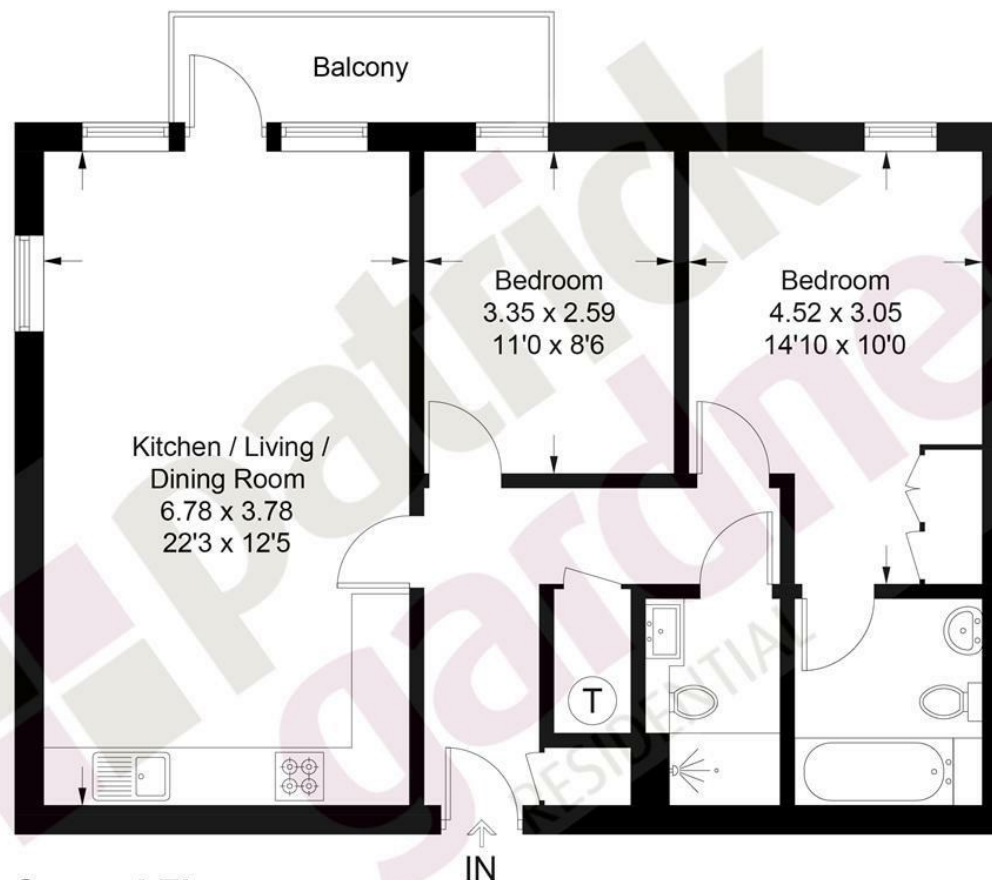 Balcony
Bedroom
3.35 x 2.59
11'0 x 8'6
Bedroom
4.52 x 3.05
14'10 x 10'0
Kitchen / Living /
Dining Room
6.78 x 3.78
22'3 x 12'5
T
IN
patrick
gardner
RESIDENTIAL